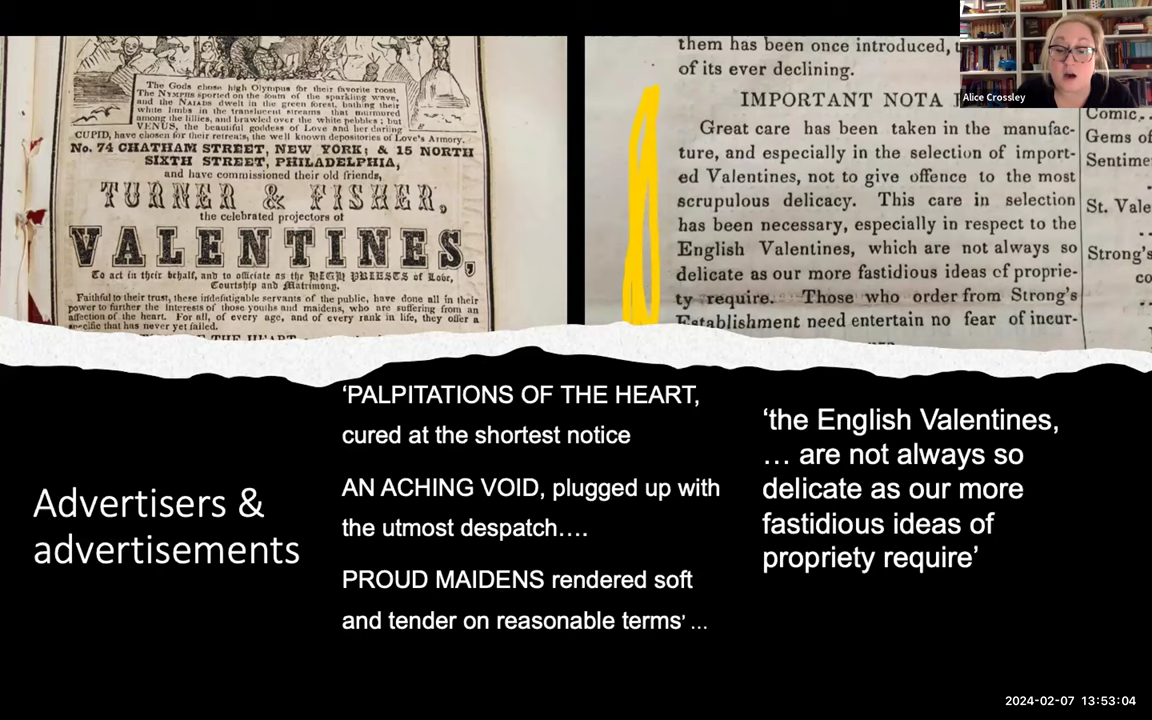 The Gods chose high Olympus for their favorite roost
The NYMPHS sported on the foam of the sparkling wave,
and the NAIADS dwelt in the green forest, bathing their
white limbs in the translucent streams that murmured
among the lillies, and brawled over the white pebbles; but
VENUS, the beautiful goddess of Love and her darling
CUPID, have chosen for their retreats, the well known depositories of Love's Armory.
No. 74 CHATHAM STREET, NEW YORK; & 15 NORTH
SIXTH STREET, PHILADELPHIA,
and have commissioned their old friends,
TURNER & FISHER,
the celebrated projectors of
VALENTINES,
To act in their behalf, and to officiate as the HIGH PRIESTS of Love,
Courtship and Matrimony.
Faithful to their trust, these indefatigable servants of the public, have done all in their
power to further the interests of those youths and maidens, who are suffering from an
affection of the heart. For all, of every age, and of every rank in life, they offer a
specific that has never yet failed.
THE HEART
them has been once introduced,
of its ever declining.
IMPORTANT NOTA
Great care has been taken in the manufac-
ture, and especially in the selection of import-
ed Valentines, not to give offence to the most
scrupulous delicacy. This care in selection
has been necessary, especially in respect to the
English Valentines, which are not always so
delicate as our more fastidious ideas of proprie-
ty require. Those who order from Strong's
Establishment need entertain no fear of incur-
Comic
Gems of
Sentime
St. Vale
Strong's
co
Alice Crossley
Advertisers &
advertisements
‘PALPITATIONS OF THE HEART,
cured at the shortest notice
AN ACHING VOID, plugged up with
the utmost despatch….
PROUD MAIDENS rendered soft
and tender on reasonable terms’ ...
‘the English Valentines,
… are not always so
delicate as our more
fastidious ideas of
propriety require’
2024-02-07 13:53:04